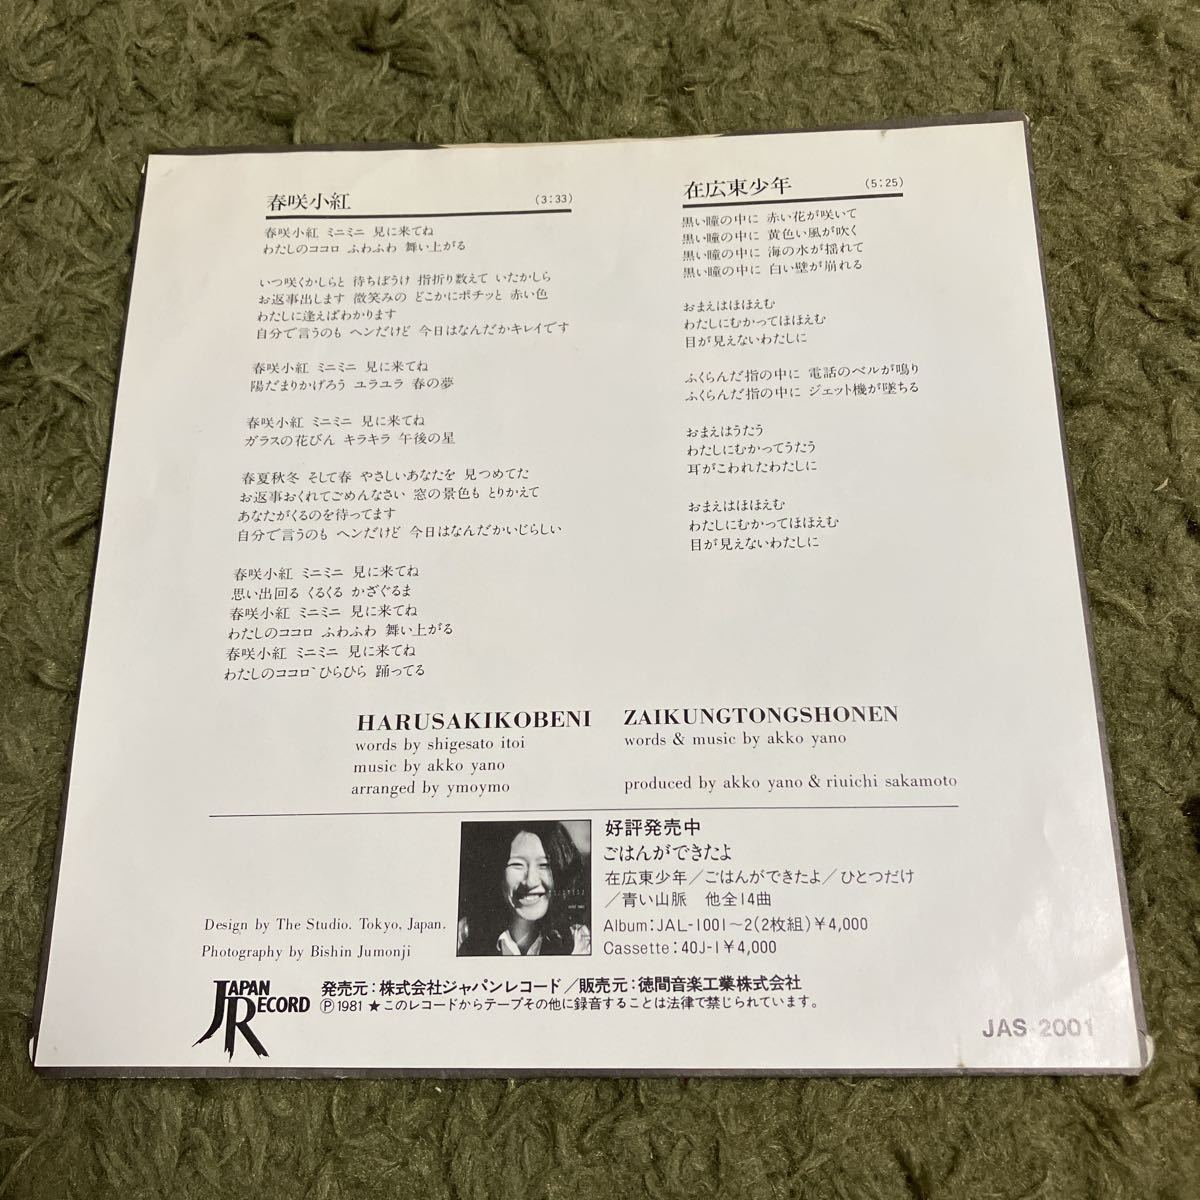 春咲小紅 (3:33)
春咲小紅 ミニミニ 見に来てね
わたしのココロ ふわふわ 舞い上がる
いつ咲くかしらと 待ちぼうけ 指折り数えて いたかしら
お返事出します 微笑みの どこかにポチッと 赤い色
わたしに逢えばわかります
自分で言うのも ヘンだけど 今日はなんだかキレイです
春咲小紅 ミニミニ 見に来てね
陽だまりかげろう ユラユラ 春の夢
春咲小紅 ミニミニ 見に来てね
ガラスの花びん キラキラ 午後の星
春夏秋冬 そして春 やさしいあなたを 見つめてた
お返事おくれてごめんなさい 窓の景色も とりかえて
あなたがくるのを待ってます
自分で言うのも ヘンだけど 今日はなんだかいじらしい
春咲小紅 ミニミニ 見に来てね
思い出回る くるくる かざぐるま
春咲小紅 ミニミニ 見に来てね
わたしのココロ ふわふわ 舞い上がる
春咲小紅 ミニミニ 見に来てね
わたしのココロ ひらひら 踊ってる
在広東少年 (5:25)
黒い瞳の中に 赤い花が咲いて
黒い瞳の中に 黄色い風が吹く
黒い瞳の中に 海の水が揺れて
黒い瞳の中に 白い壁が崩れる
おまえはほほえむ
わたしにむかってほほえむ
目が見えないわたしに
ふくらんだ指の中に 電話のベルが鳴り
ふくらんだ指の中に ジェット機が墜ちる
おまえはうたう
わたしにむかってうたう
耳がこわれたわたしに
おまえはほほえむ
わたしにむかってほほえむ
目が見えないわたしに
HARUSAKIKOBENI
words by shigesato itoi
music by akko yano
arranged by ymoymo
ZAIKUNGTONGSHONEN
words & music by akko yano
produced by akko yano & riuichi sakamoto
好評発売中
ごはんができたよ
在広東少年／ごはんができたよ／ひとつだけ
／青い山脈 他全14曲
Album:JAL-1001～2(2枚組)￥4,000
Cassette:40J-1￥4,000
Design by The Studio. Tokyo, Japan.
Photography by Bishin Jumonji
JAPAN RECORD
発売元：株式会社ジャパンレコード／販売元：徳間音楽工業株式会社
Ⓟ1981★このレコードからテープその他に録音することは法律で禁じられています。
JAS-2001